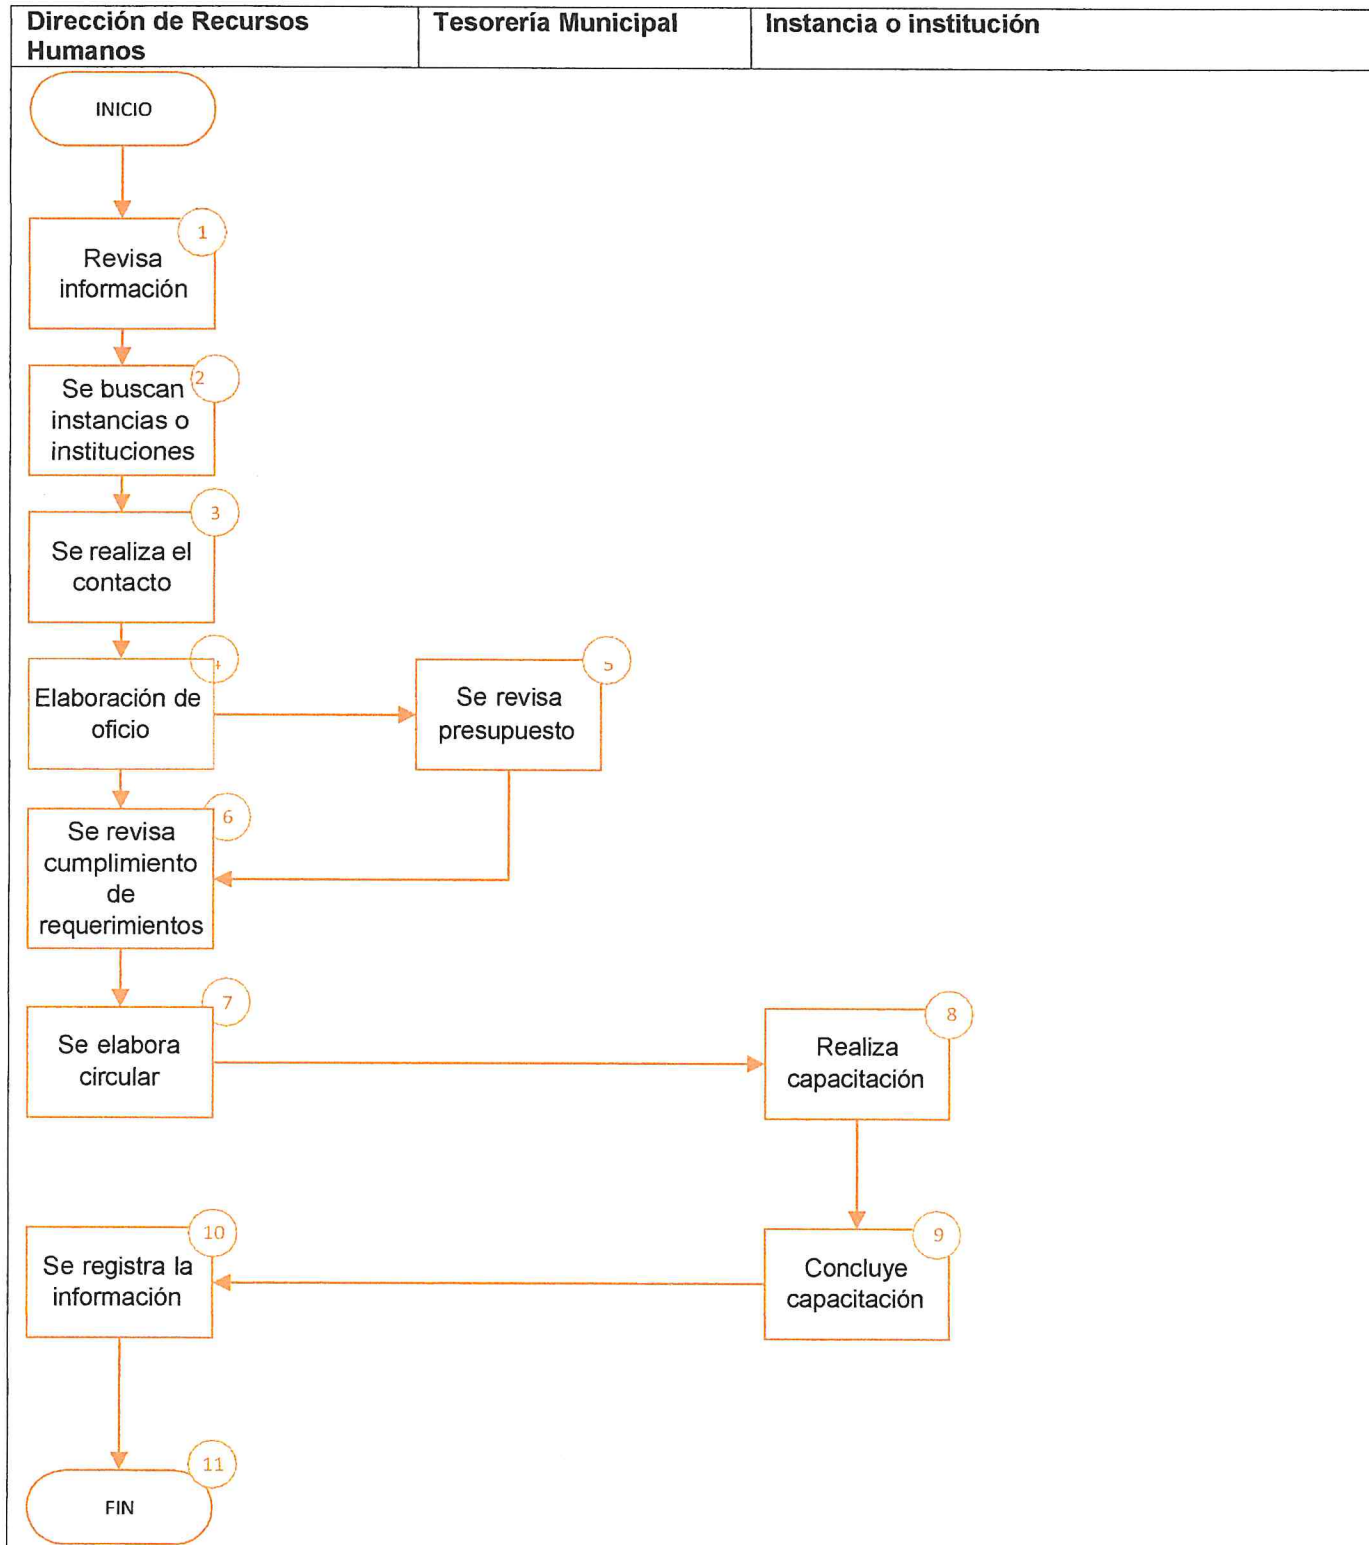 Dirección de Recursos
Humanos
Tesorería Municipal
Instancia o institución
INICIO
1
Revisa
información
2
Se buscan
instancias o
instituciones
3
Se realiza el
contacto
4
Elaboración de
oficio
5
Se revisa
presupuesto
6
Se revisa
cumplimiento
de
requerimientos
7
Se elabora
circular
8
Realiza
capacitación
9
Concluye
capacitación
10
Se registra la
información
11
FIN